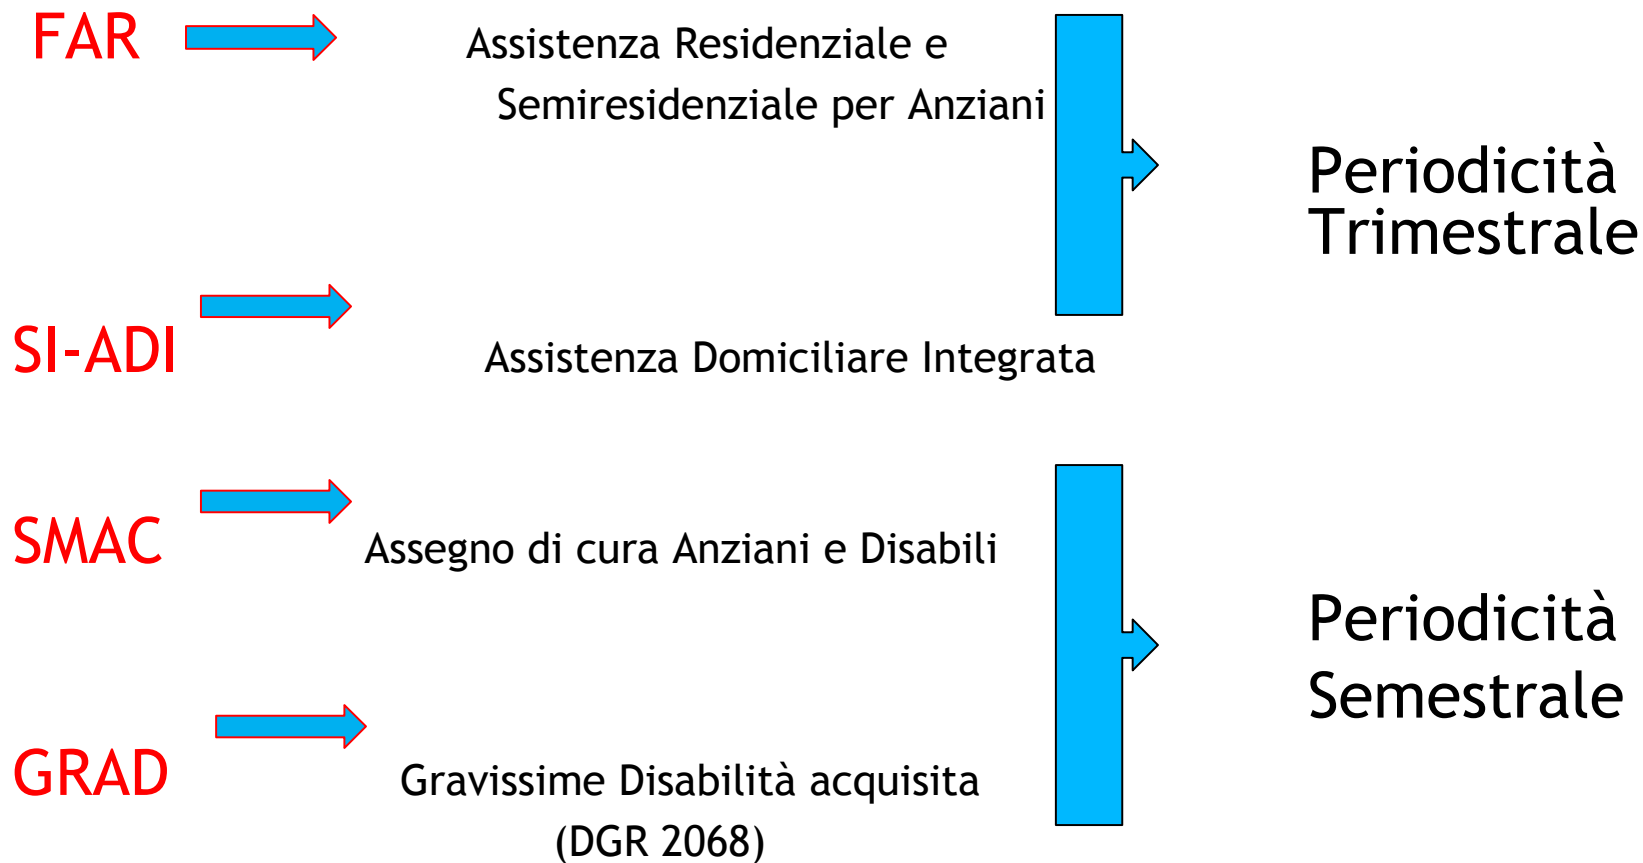 FAR
Assistenza Residenziale e
Semiresidenziale per Anziani
Periodicità
Trimestrale
SI-ADI
Assistenza Domiciliare Integrata
SMAC
Assegno di cura Anziani e Disabili
Periodicità
Semestrale
GRAD
Gravissime Disabilità acquisita
(DGR 2068)